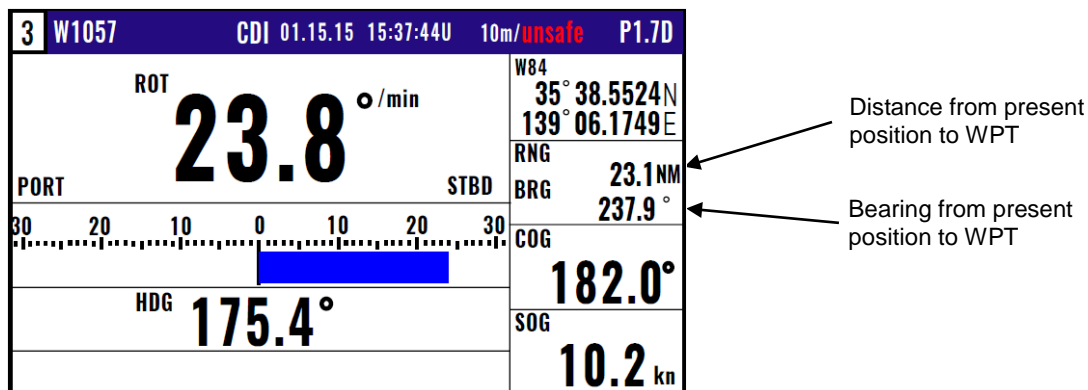 3 W1057 CDI 01.15.15 15:37:44U 10m/unsafe P1.7D
ROT 23.8°/min
PORT STBD
30 20 10 0 10 20 30
HDG 175.4°
W84
35°38.5524N
139°06.1749E
RNG 23.1NM
BRG 237.9°
COG
182.0°
SOG
10.2kn
Distance from present
position to WPT
Bearing from present
position to WPT